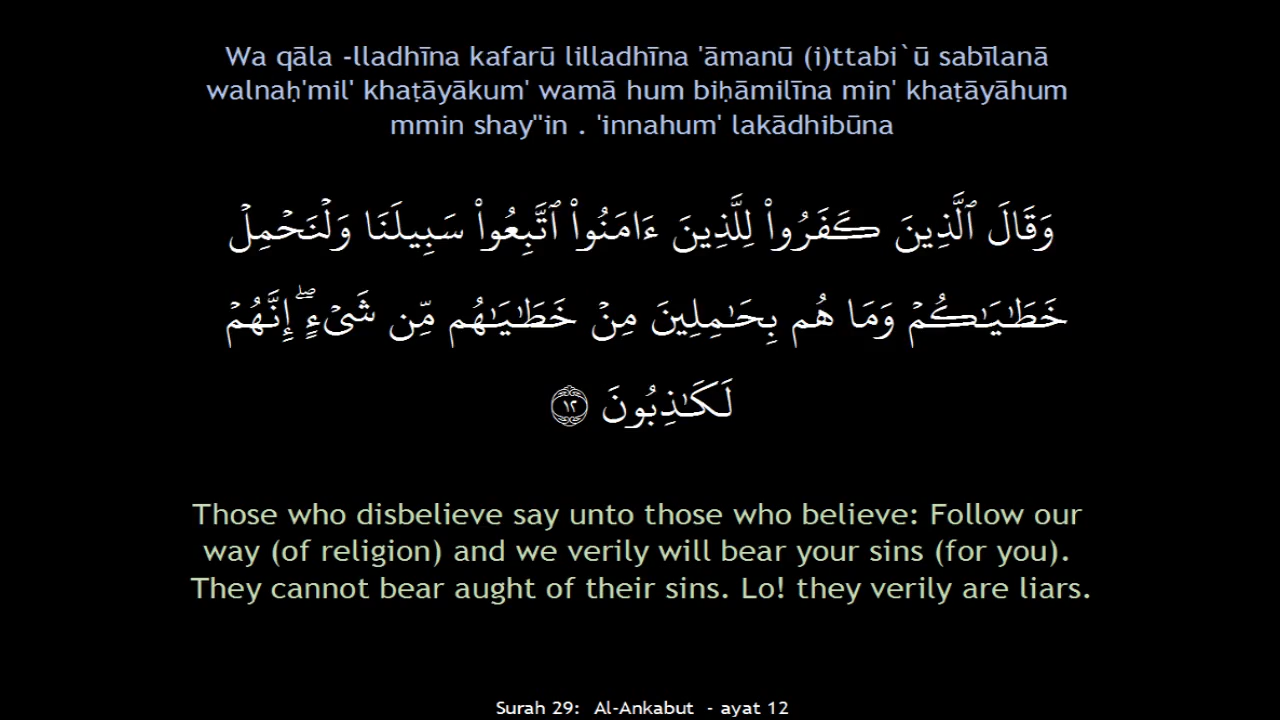 Wa qāla -lladhīna kafarū lilladhīna 'āmanū (i)ttabi`ū sabīlanā
walnaḥ'mil' khaṭāyākum' wamā hum biḥāmilīna min' khaṭāyāhum
mmin shay''in . 'innahum' lakādhibūna
وَقَالَ ٱلَّذِينَ كَفَرُوا۟ لِلَّذِينَ ءَامَنُوا۟ ٱتَّبِعُوا۟ سَبِيلَنَا وَلْنَحْمِلْ
خَطَـٰيَـٰكُمْ وَمَا هُم بِحَـٰمِلِينَ مِنْ خَطَـٰيَـٰهُم مِّن شَىْءٍ ۖ إِنَّهُمْ
لَكَـٰذِبُونَ ١٢
Those who disbelieve say unto those who believe: Follow our
way (of religion) and we verily will bear your sins (for you).
They cannot bear aught of their sins. Lo! they verily are liars.
Surah 29: Al-Ankabut - ayat 12